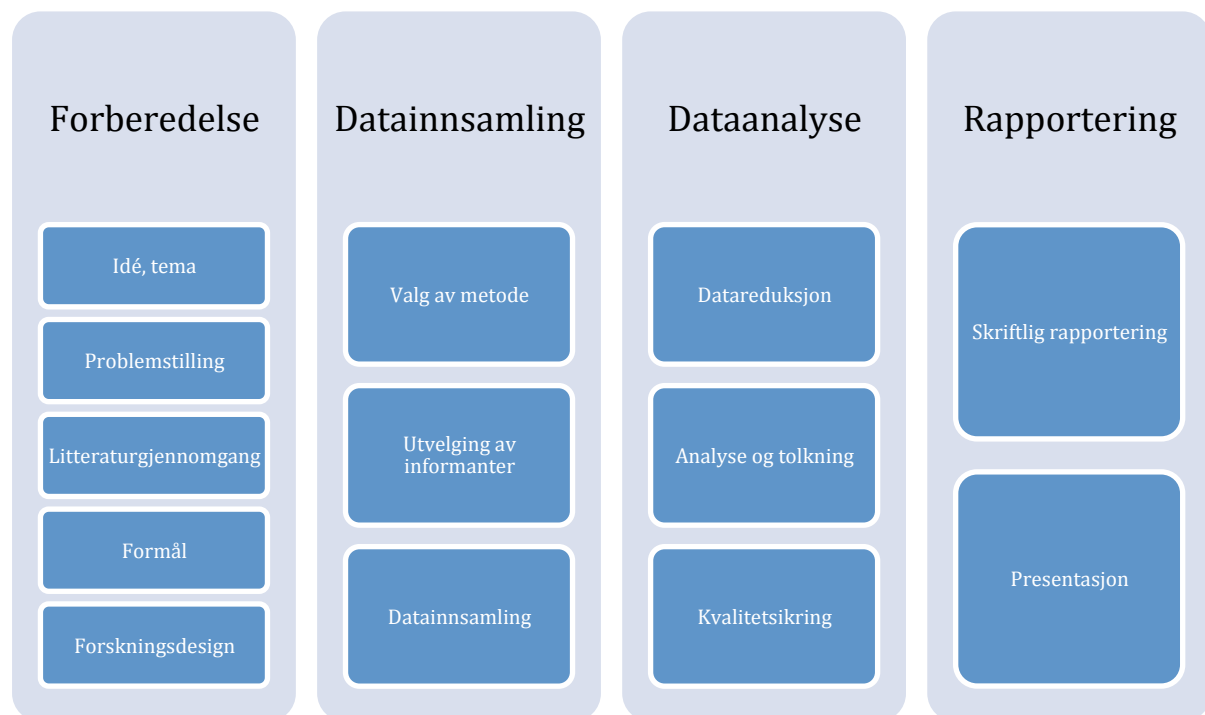 Forberedelse
Idé, tema
Problemstilling
Litteraturgjennomgang
Formål
Forskningsdesign
Datainnsamling
Valg av metode
Utvelging av
informanter
Datainnsamling
Dataanalyse
Datareduksjon
Analyse og tolkning
Kvalitetsikring
Rapportering
Skriftlig rapportering
Presentasjon